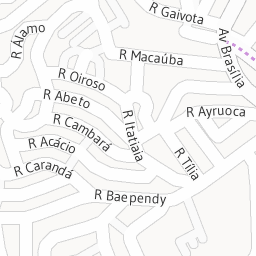 R Gaivota
R Álamo
Av Brasília
R Macaúba
R Oiroso
R Abeto
R Ayruoca
R Itatiaia
R Cambará
R Acácio
R Tília
R Carandá
R Baependy